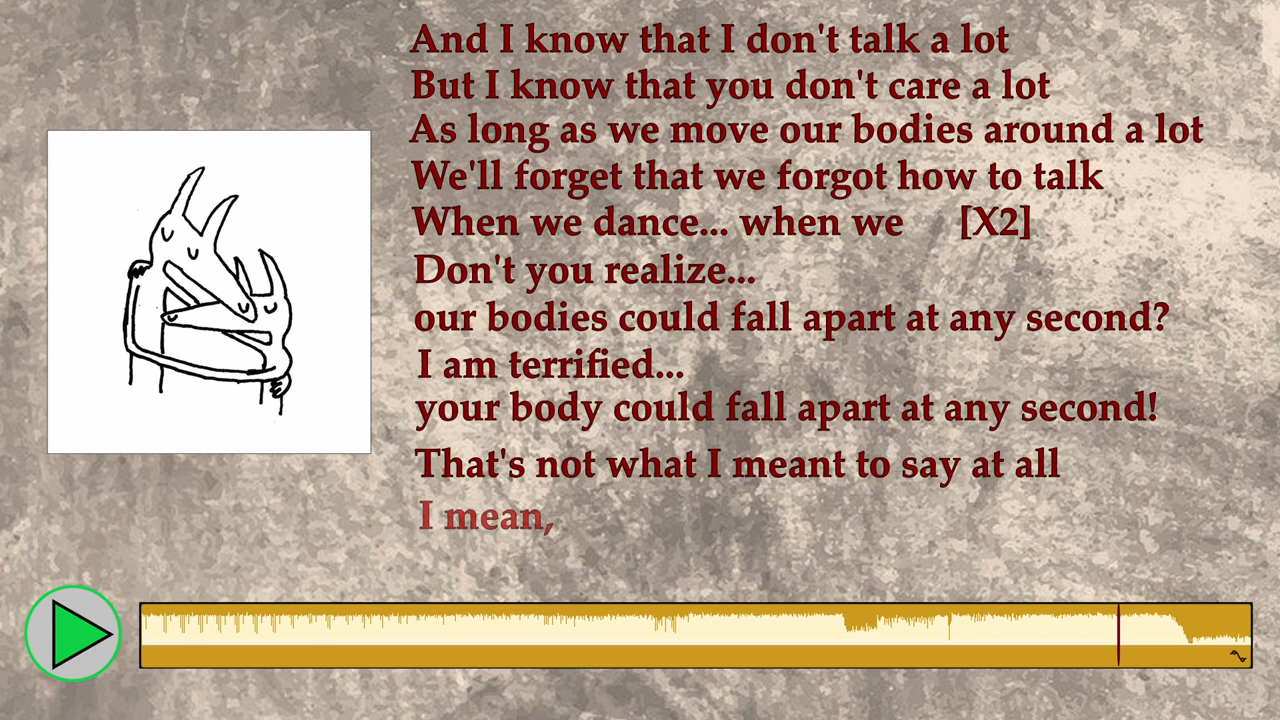 And I know that I don't talk a lot
But I know that you don't care a lot
As long as we move our bodies around a lot
We'll forget that we forgot how to talk
When we dance... when we [X2]
Don't you realize...
our bodies could fall apart at any second?
I am terrified...
your body could fall apart at any second!
That's not what I meant to say at all
I mean,